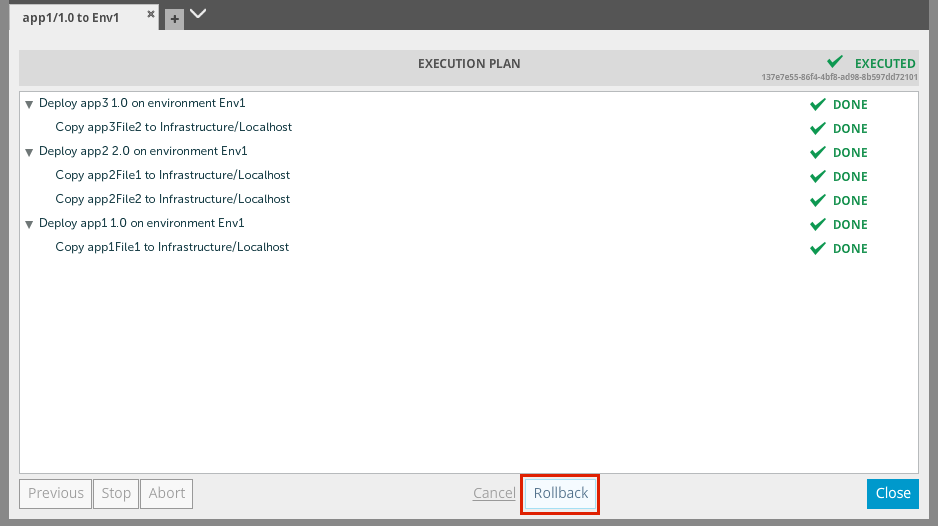 app1/1.0 to Env1
EXECUTION PLAN
EXECUTED
137e7e55-86f4-4bf8-ad98-8b597dd72101
Deploy app3 1.0 on environment Env1 DONE
Copy app3File2 to Infrastructure/Localhost DONE
Deploy app2 2.0 on environment Env1 DONE
Copy app2File1 to Infrastructure/Localhost DONE
Copy app2File2 to Infrastructure/Localhost DONE
Deploy app1 1.0 on environment Env1 DONE
Copy app1File1 to Infrastructure/Localhost DONE
Previous Stop Abort Cancel Rollback Close